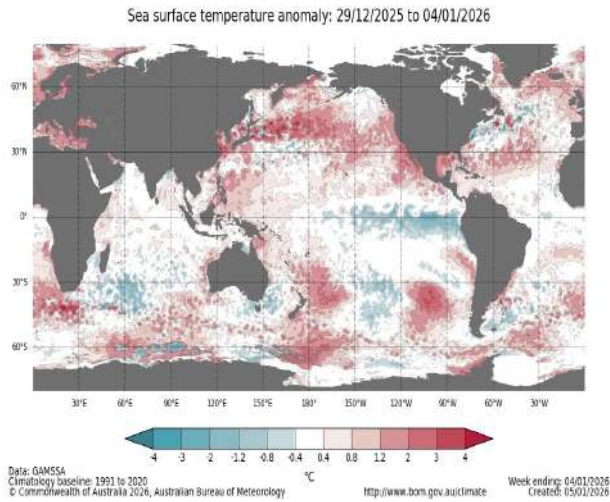 Sea surface temperature anomaly: 29/12/2025 to 04/01/2026
60°N
30°N
0°
30°S
60°S
30°E 60°E 90°E 120°E 150°E 180° 150°W 120°W 90°W 60°W 30°W
-4 -3 -2 -1.2 -0.8 -0.4 0.4 0.8 1.2 2 3 4
°C
Data: GAMSSA
Climatology baseline: 1991 to 2020
© Commonwealth of Australia 2026, Australian Bureau of Meteorology
http://www.bom.gov.au/climate
Week ending: 04/01/2026
Created: 05/01/2026